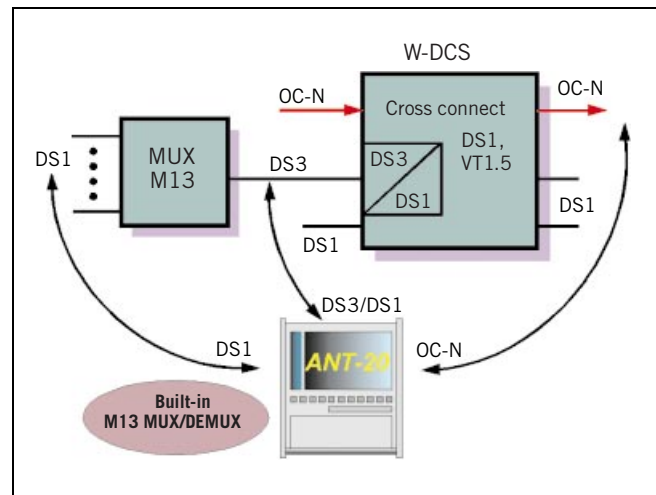 W-DCS
OC-N
OC-N
Cross connect
DS1,
VT1.5
DS1
MUX
M13
DS3
DS3
DS1
DS1
DS1
DS3/DS1
DS1
OC-N
ANT-20
Built-in
M13 MUX/DEMUX